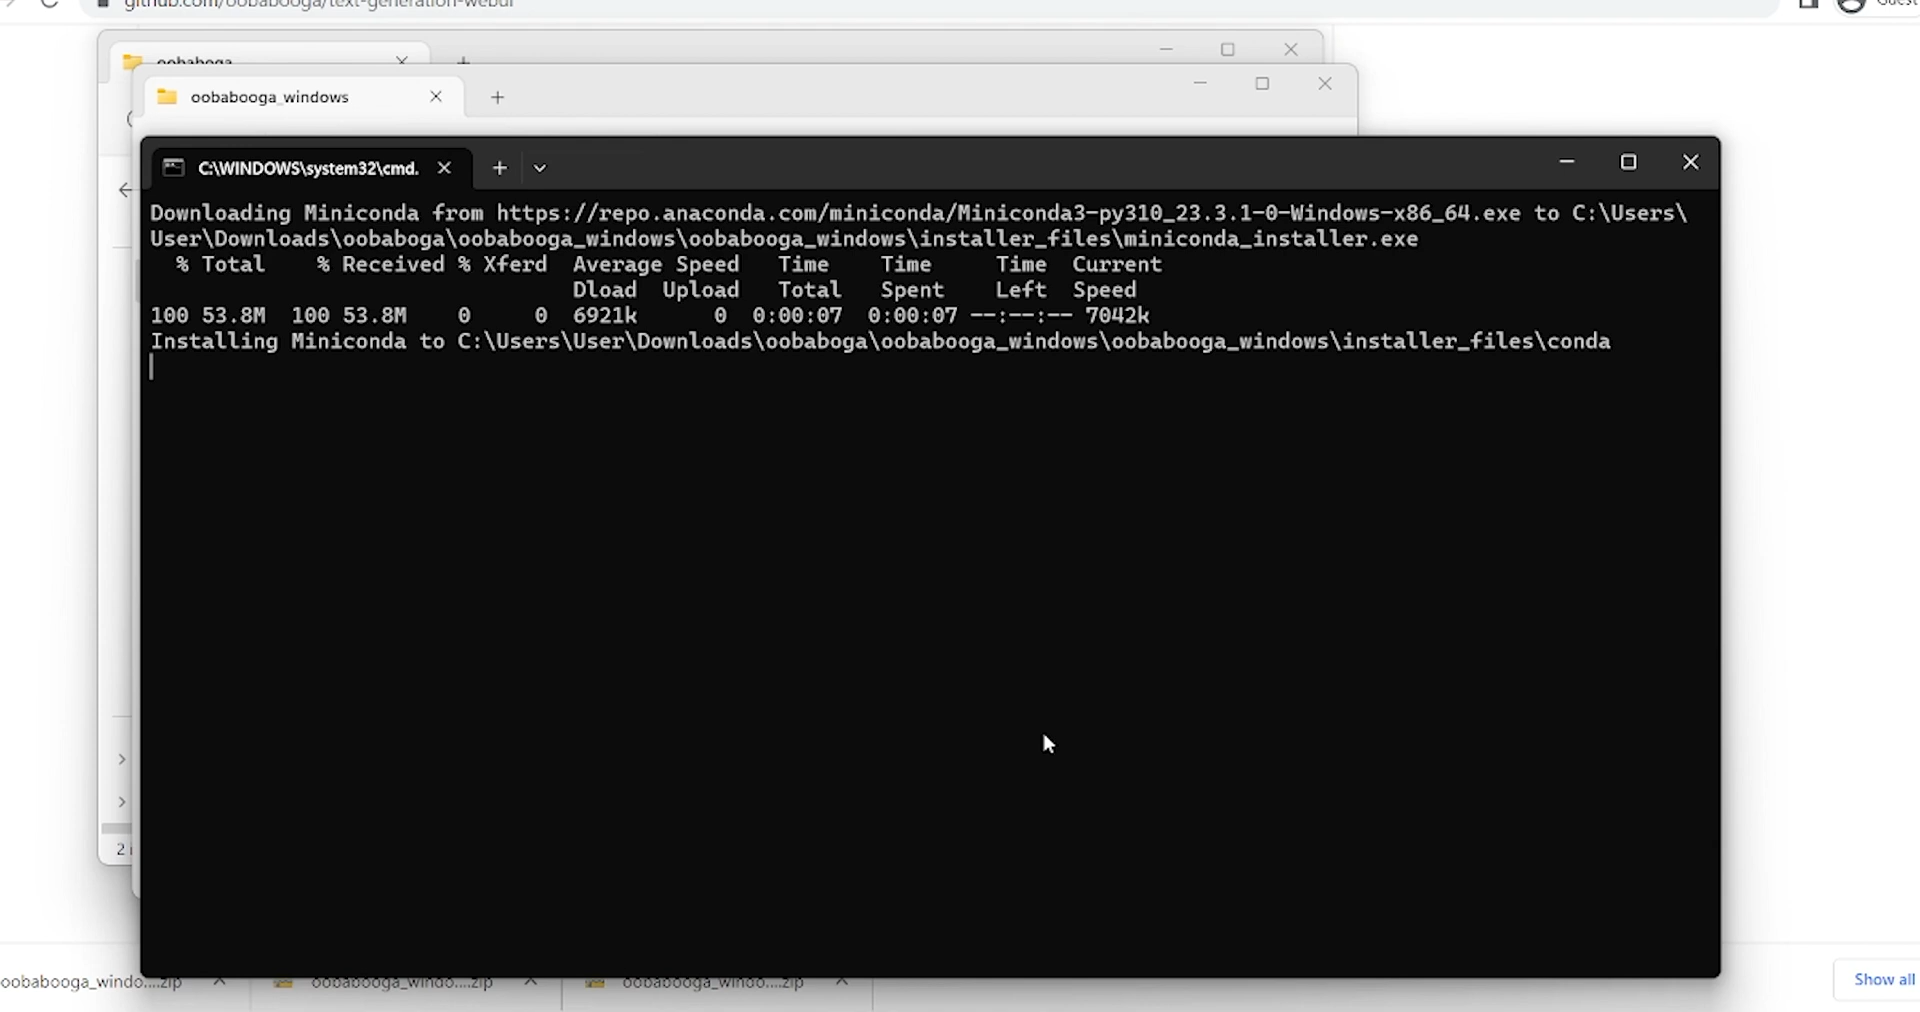 github.com/oobabooga/text-generation-webui
oobaboga
oobabooga_windows
C:\WINDOWS\system32\cmd.
Downloading Miniconda from https://repo.anaconda.com/miniconda/Miniconda3-py310_23.3.1-0-Windows-x86_64.exe to C:\Users\
User\Downloads\oobaboga\oobabooga_windows\oobabooga_windows\installer_files\miniconda_installer.exe
% Total % Received % Xferd Average Speed Time Time Time Current
Dload Upload Total Spent Left Speed
100 53.8M 100 53.8M 0 0 6921k 0 0:00:07 0:00:07 --:--:-- 7042k
Installing Miniconda to C:\Users\User\Downloads\oobaboga\oobabooga_windows\oobabooga_windows\installer_files\conda
2
oobabooga_windo....zip oobabooga_windo....zip oobabooga_windo....zip Show all